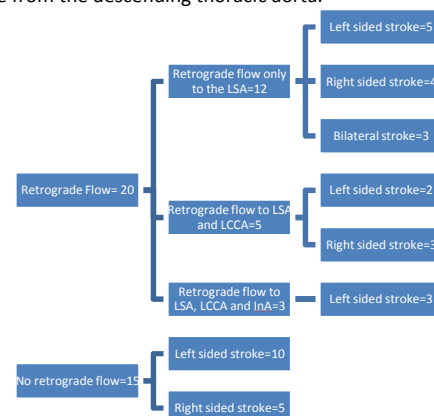 e from the descending thoracic aorta.
Left sided stroke=5
Retrograde flow only
to the LSA=12
Right sided stroke=4
Bilateral stroke=3
Retrograde Flow= 20
Retrograde flow to LSA
and LCCA=5
Left sided stroke=2
Right sided stroke=3
Retrograde flow to
LSA, LCCA and InA=3
Left sided stroke=3
No retrograde flow=15
Left sided stroke=10
Right sided stroke=5